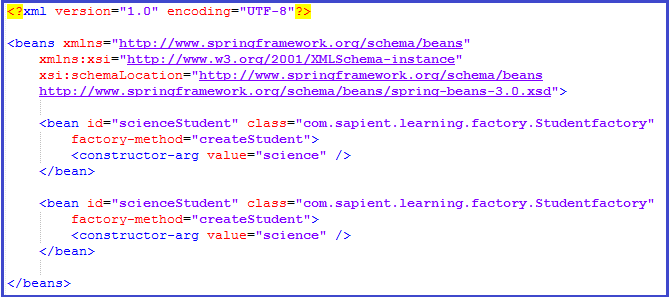 <?xml version="1.0" encoding="UTF-8"?>
<beans xmlns="http://www.springframework.org/schema/beans"
xmlns:xsi="http://www.w3.org/2001/XMLSchema-instance"
xsi:schemaLocation="http://www.springframework.org/schema/beans
http://www.springframework.org/schema/beans/spring-beans-3.0.xsd">
<bean id="scienceStudent" class="com.sapient.learning.factory.Studentfactory"
factory-method="createStudent">
<constructor-arg value="science" />
</bean>
<bean id="scienceStudent" class="com.sapient.learning.factory.Studentfactory"
factory-method="createStudent">
<constructor-arg value="science" />
</bean>
</beans>